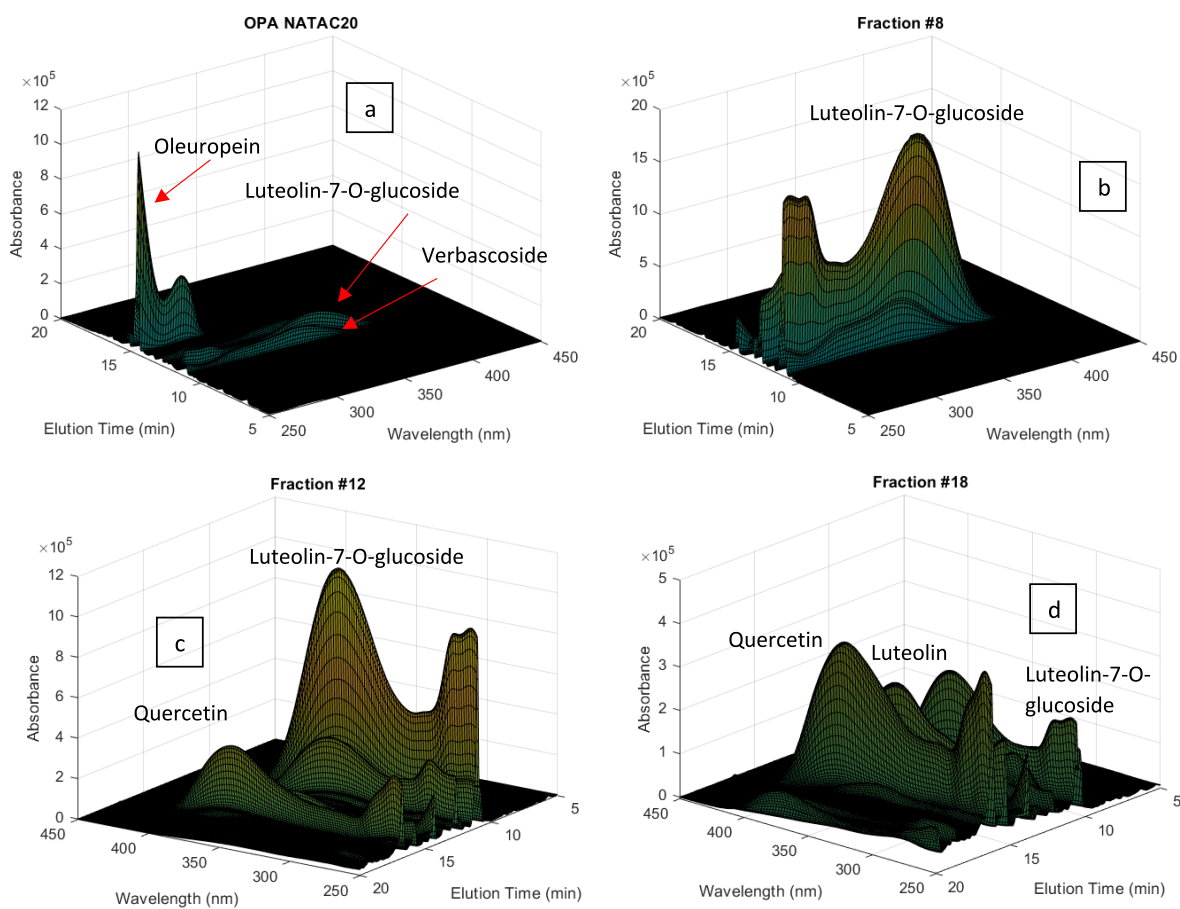 OPA NATAC20
×10⁵
12
10
8
6
4
2
0
Absorbance
a
Oleuropein
Luteolin-7-O-glucoside
Verbascoside
20
15
10
5
Elution Time (min)
250
300
350
400
450
Wavelength (nm)
Fraction #8
×10⁵
20
15
10
5
0
Absorbance
Luteolin-7-O-glucoside
b
20
15
10
5
Elution Time (min)
250
300
350
400
450
Wavelength (nm)
Fraction #12
×10⁵
12
10
8
6
4
2
0
Absorbance
Luteolin-7-O-glucoside
c
Quercetin
450
400
350
300
250
Wavelength (nm)
20
15
10
5
Elution Time (min)
Fraction #18
×10⁵
5
4
3
2
1
0
Absorbance
d
Quercetin
Luteolin
Luteolin-7-O-
glucoside
450
400
350
300
250
Wavelength (nm)
20
15
10
5
Elution Time (min)